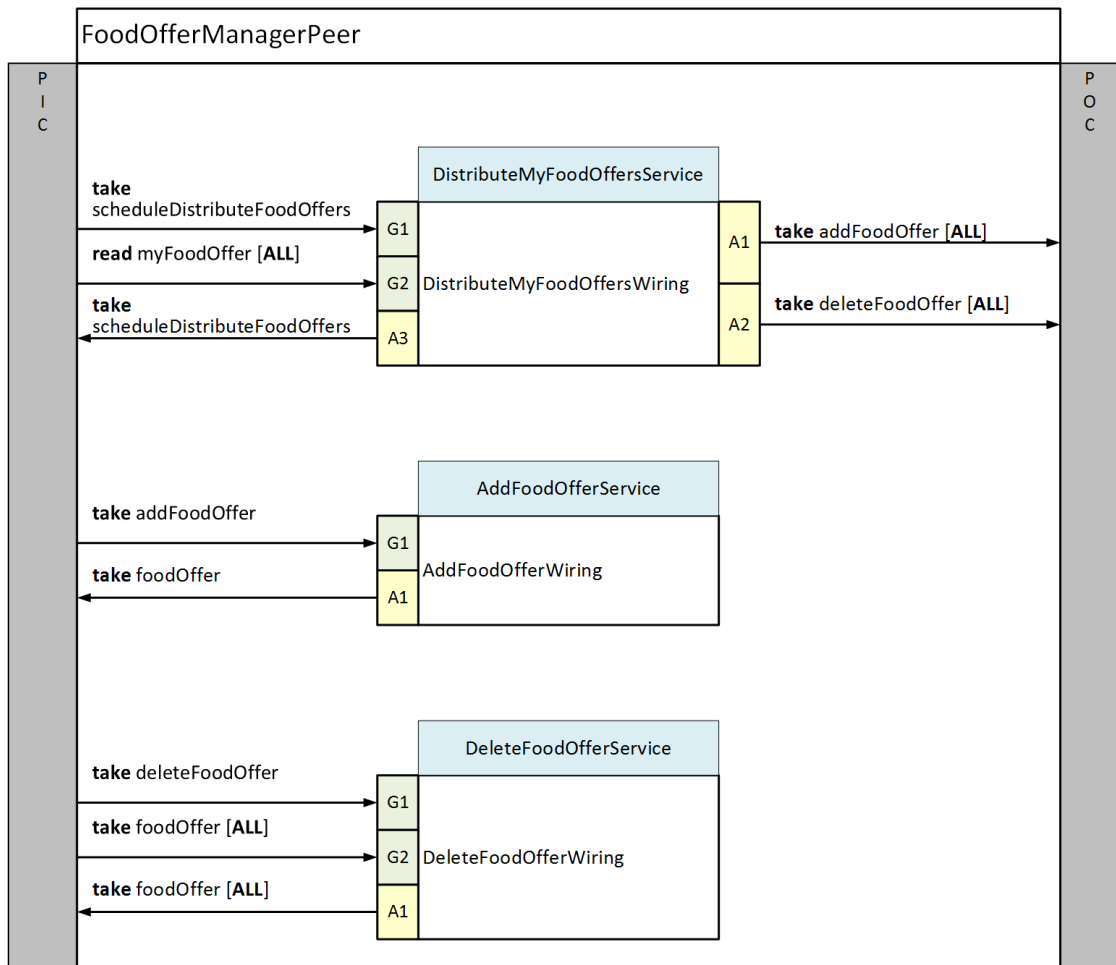 FoodOfferManagerPeer
P
I
C
P
O
C
DistributeMyFoodOffersService
take
scheduleDistributeFoodOffers
G1
read myFoodOffer [ALL]
G2
DistributeMyFoodOffersWiring
take
scheduleDistributeFoodOffers
A3
A1
take addFoodOffer [ALL]
A2
take deleteFoodOffer [ALL]
AddFoodOfferService
take addFoodOffer
G1
AddFoodOfferWiring
take foodOffer
A1
DeleteFoodOfferService
take deleteFoodOffer
G1
take foodOffer [ALL]
G2
DeleteFoodOfferWiring
take foodOffer [ALL]
A1